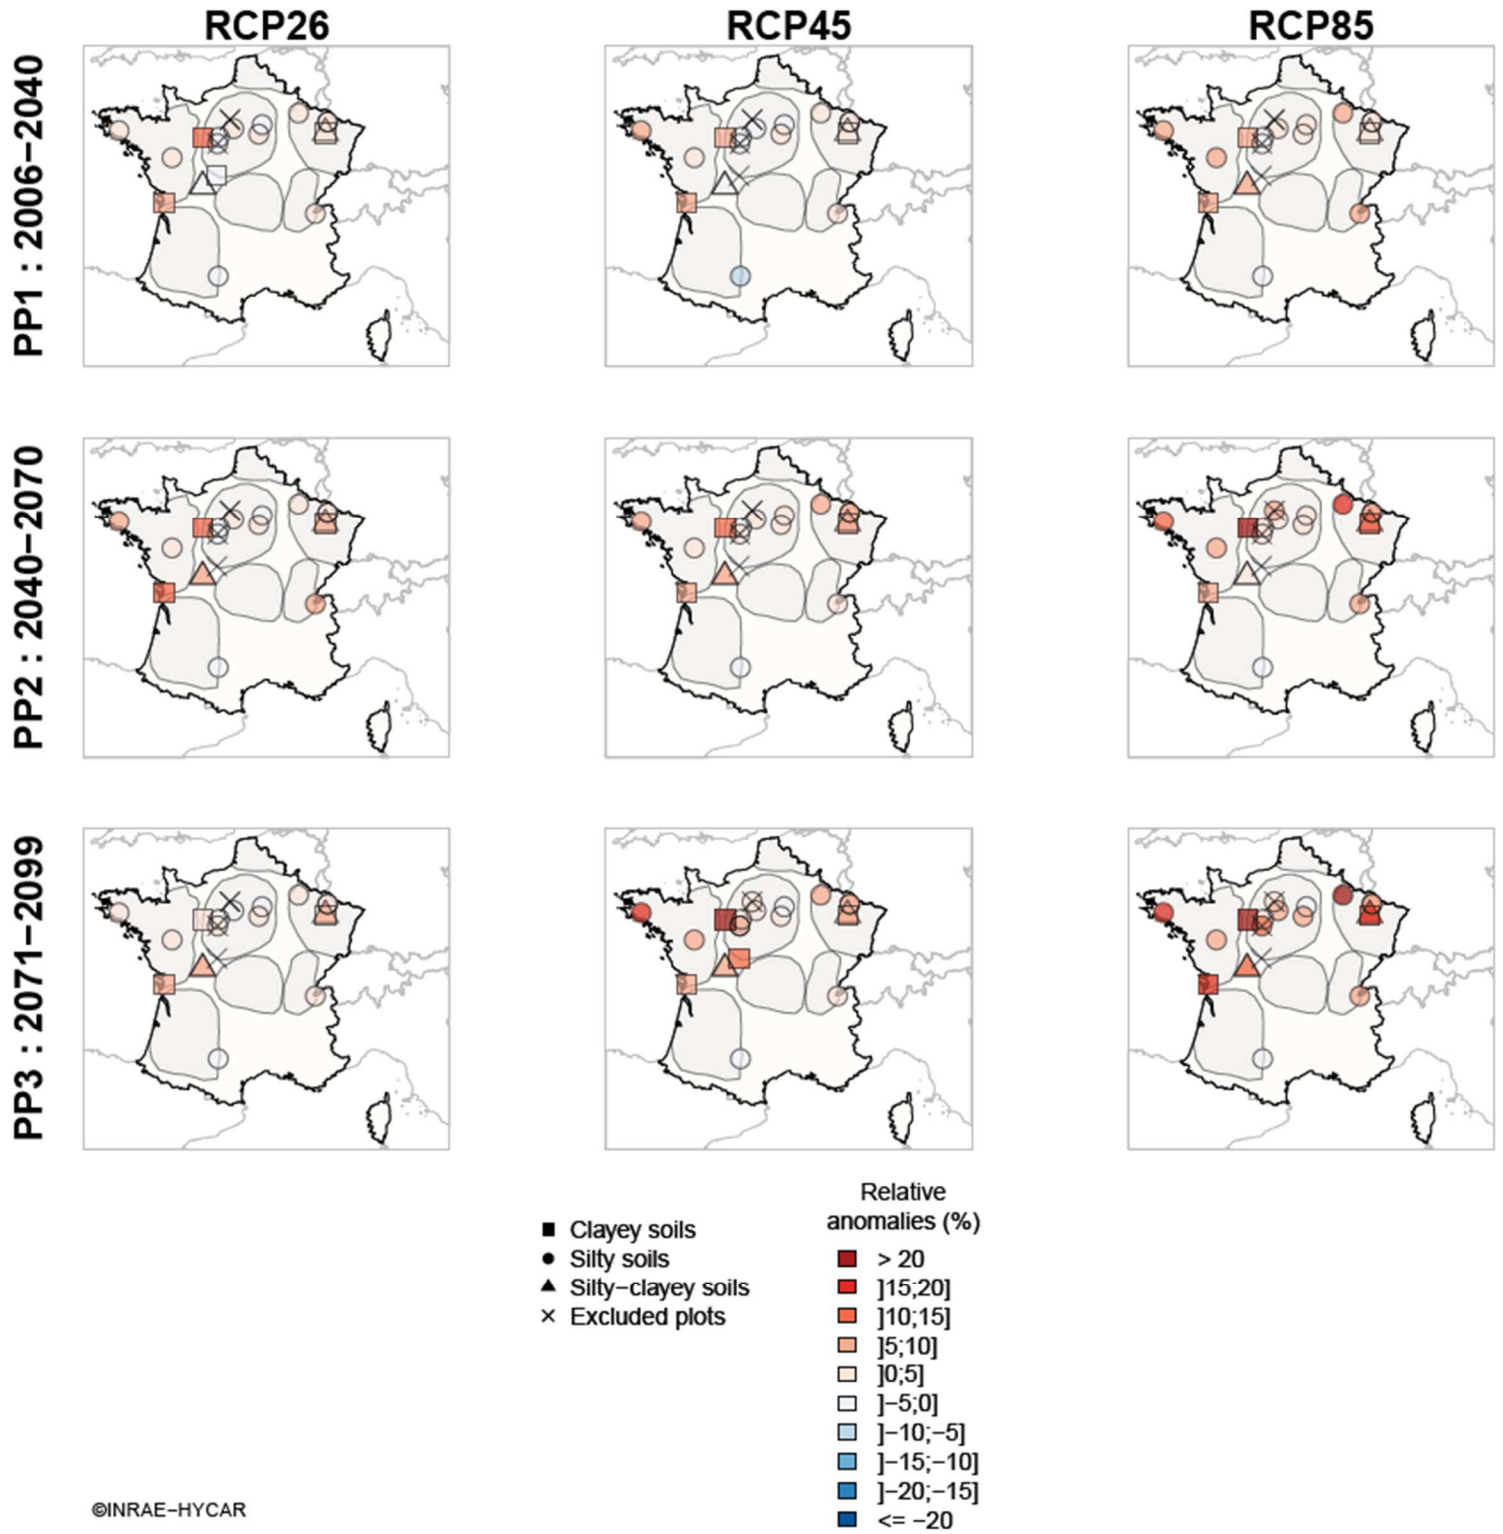 RCP26
RCP45
RCP85
PP1 : 2006−2040
PP2 : 2040−2070
PP3 : 2071−2099
Clayey soils
Silty soils
Silty−clayey soils
Excluded plots
Relative
anomalies (%)
> 20
]15;20]
]10;15]
]5;10]
]0;5]
]−5;0]
]−10;−5]
]−15;−10]
]−20;−15]
<= −20
©INRAE−HYCAR